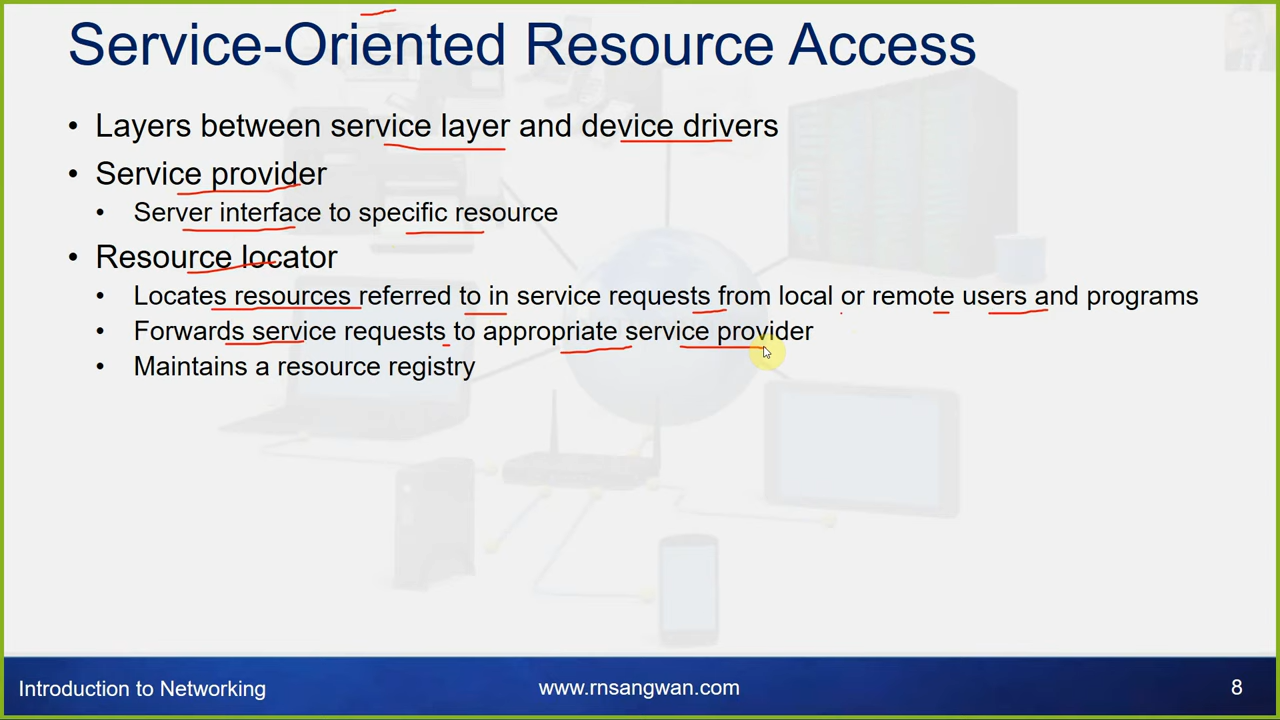 Service-Oriented Resource Access
• Layers between service layer and device drivers
• Service provider
• Server interface to specific resource
• Resource locator
• Locates resources referred to in service requests from local or remote users and programs
• Forwards service requests to appropriate service provider
• Maintains a resource registry
Introduction to Networking www.rnsangwan.com 8